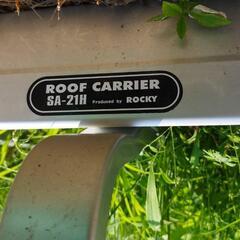 ROOF CARRIER
SA-21H Produced by ROCKY